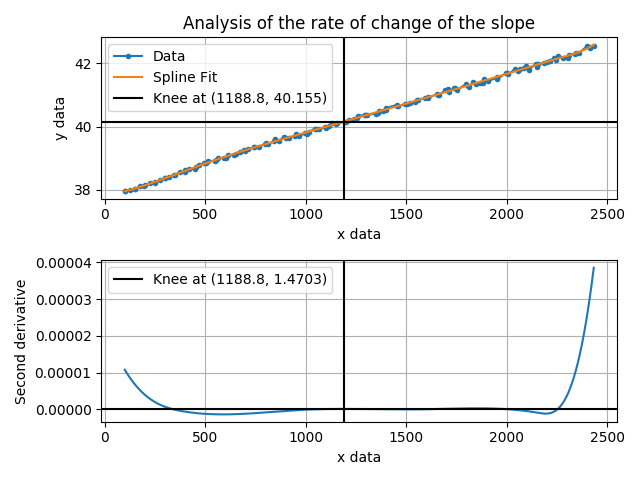 Analysis of the rate of change of the slope
Data
Spline Fit
Knee at (1188.8, 40.155)
y data
42
40
38
0 500 1000 1500 2000 2500
x data
Knee at (1188.8, 1.4703)
Second derivative
0.00004
0.00003
0.00002
0.00001
0.00000
0 500 1000 1500 2000 2500
x data